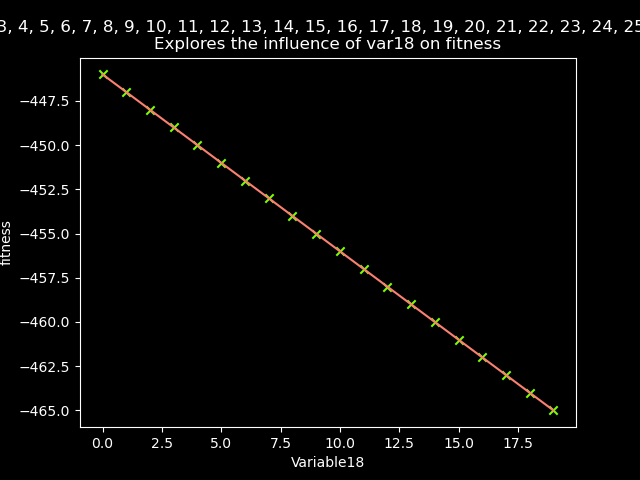 3, 4, 5, 6, 7, 8, 9, 10, 11, 12, 13, 14, 15, 16, 17, 18, 19, 20, 21, 22, 23, 24, 25
Explores the influence of var18 on fitness
−447.5
−450.0
−452.5
−455.0
−457.5
−460.0
−462.5
−465.0
fitness
0.0 2.5 5.0 7.5 10.0 12.5 15.0 17.5
Variable18